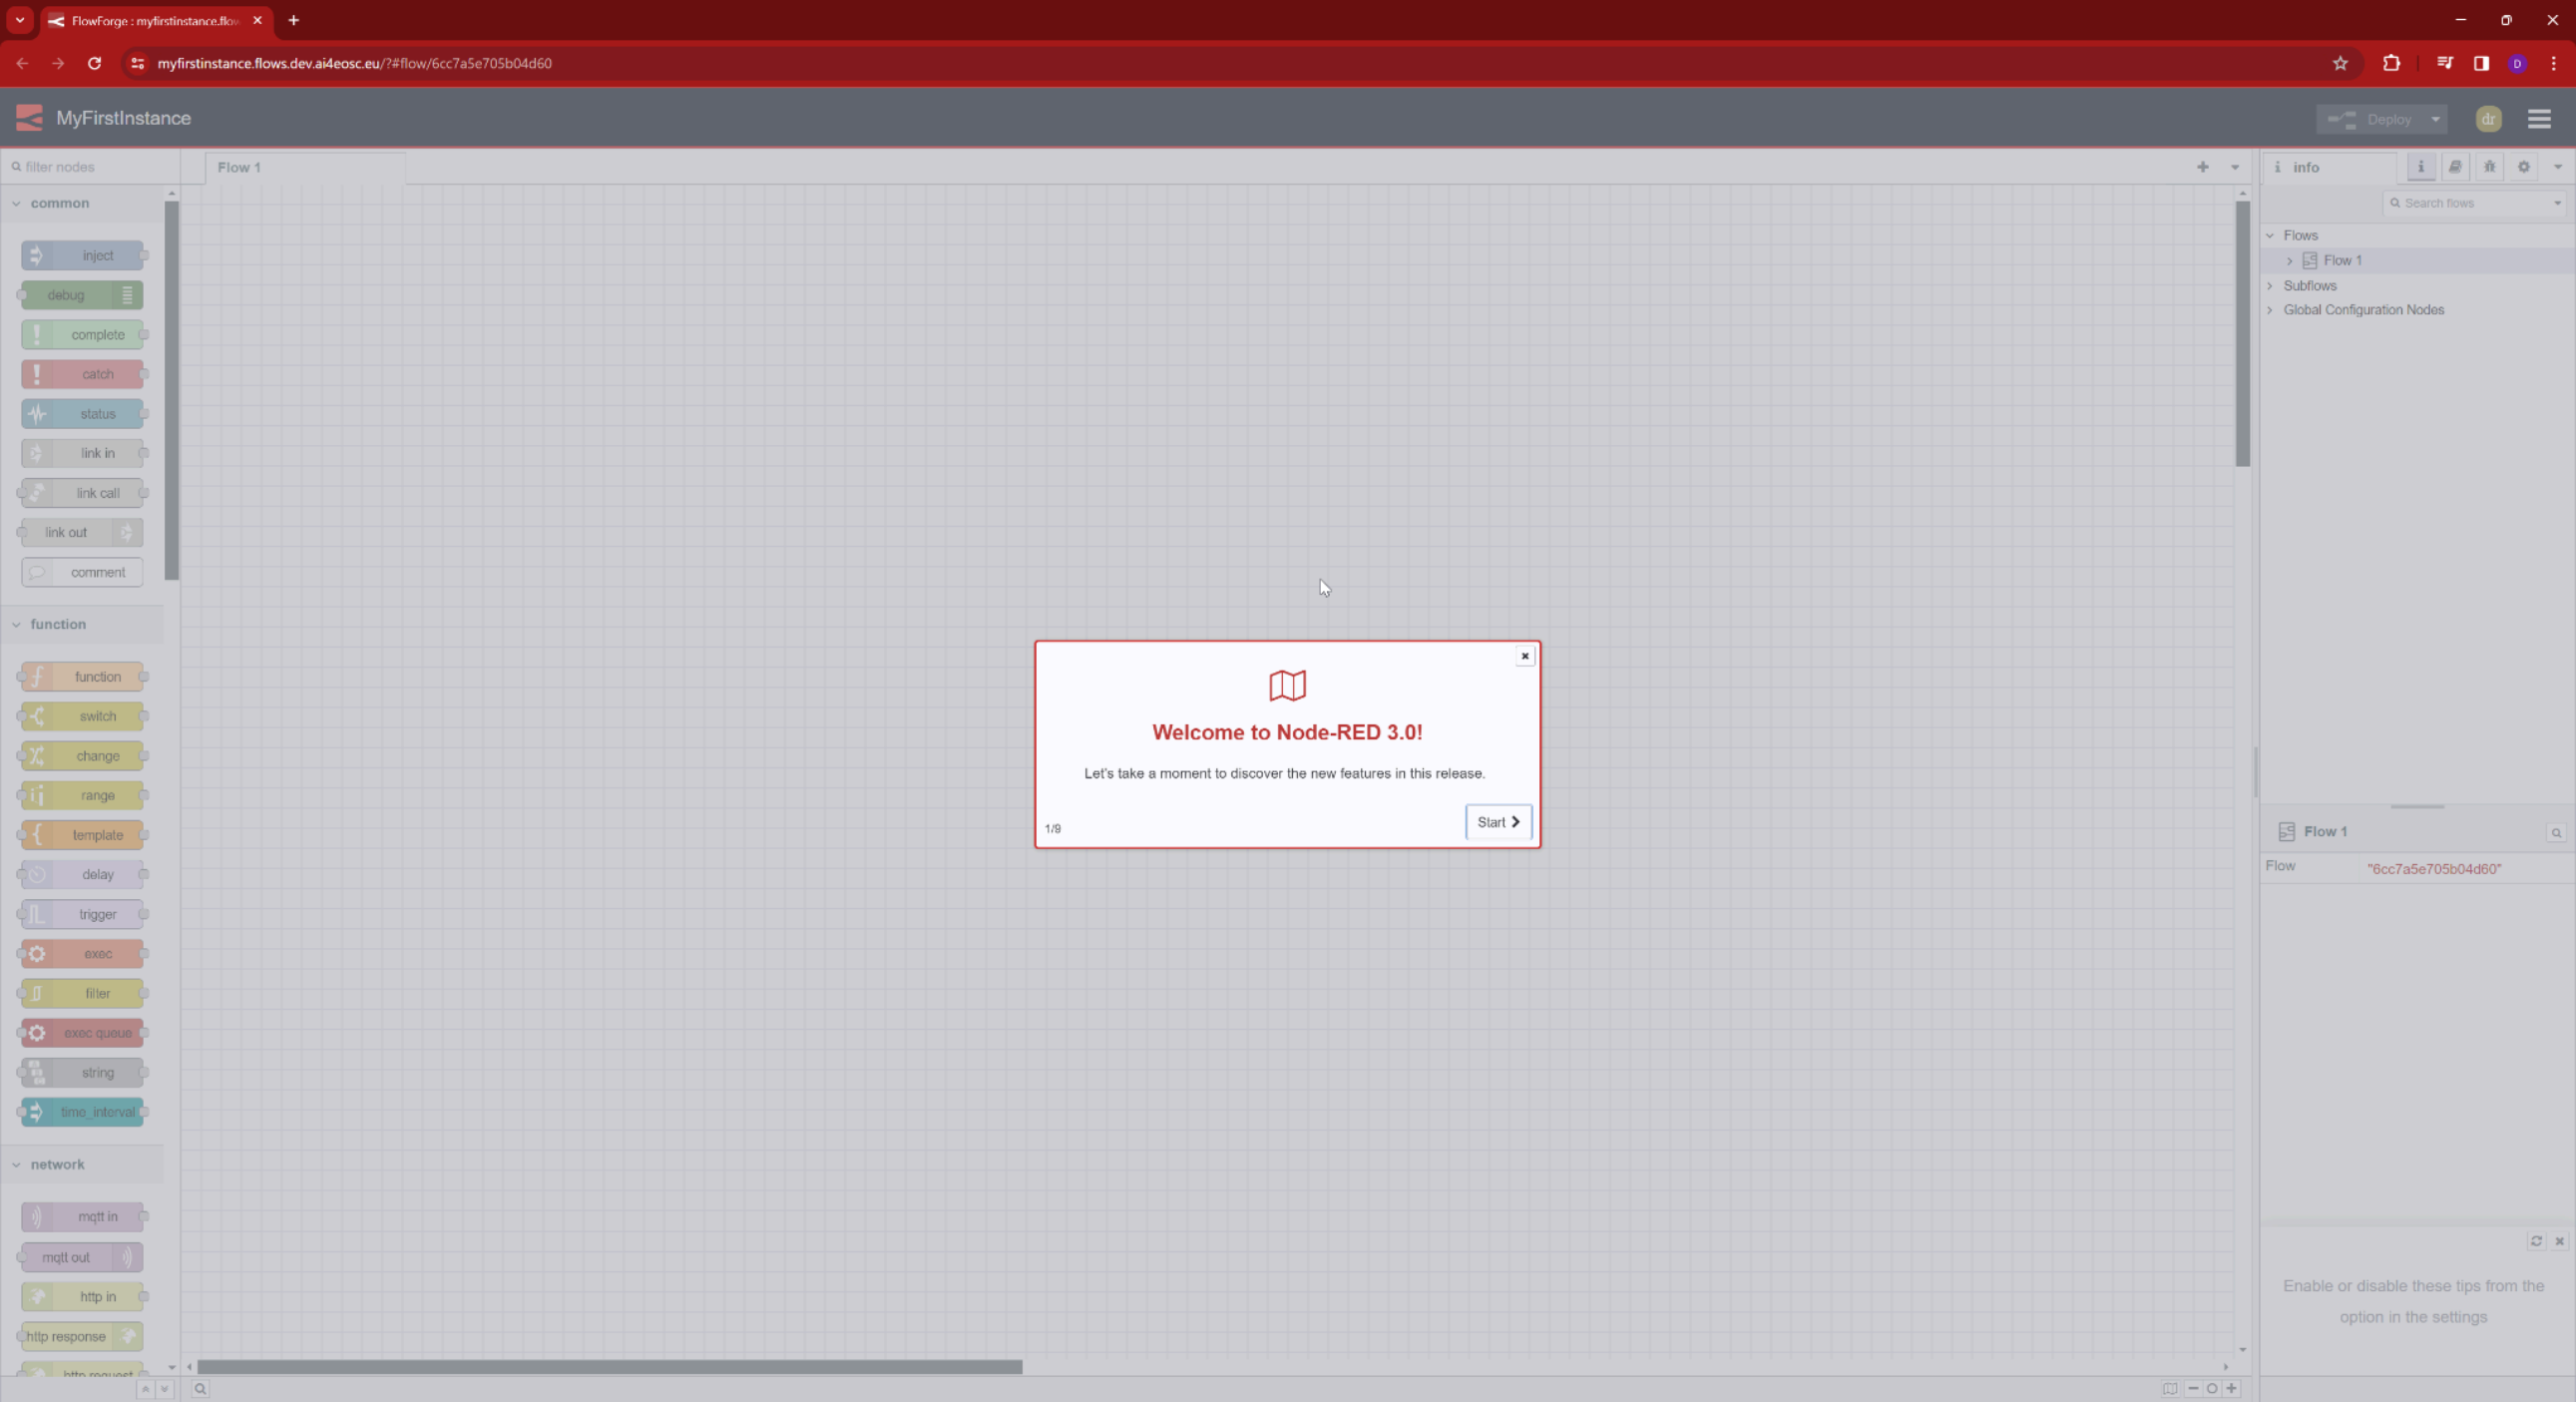 FlowForge : myfirstinstance.flow
myfirstinstance.flows.dev.ai4eosc.eu/?#flow/6cc7a5e705b04d60
D
MyFirstInstance
Deploy
dr
filter nodes
Flow 1
info
common
Search flows
inject
Flows
debug
Flow 1
complete
Subflows
catch
Global Configuration Nodes
status
link in
link call
link out
comment
function
function
switch
change
range
template
delay
trigger
exec
filter
exec queue
string
time_interval
network
mqtt in
mqtt out
http in
http response
http request
Welcome to Node-RED 3.0!
Let's take a moment to discover the new features in this release.
1/9
Start
Flow 1
Flow
"6cc7a5e705b04d60"
Enable or disable these tips from the
option in the settings